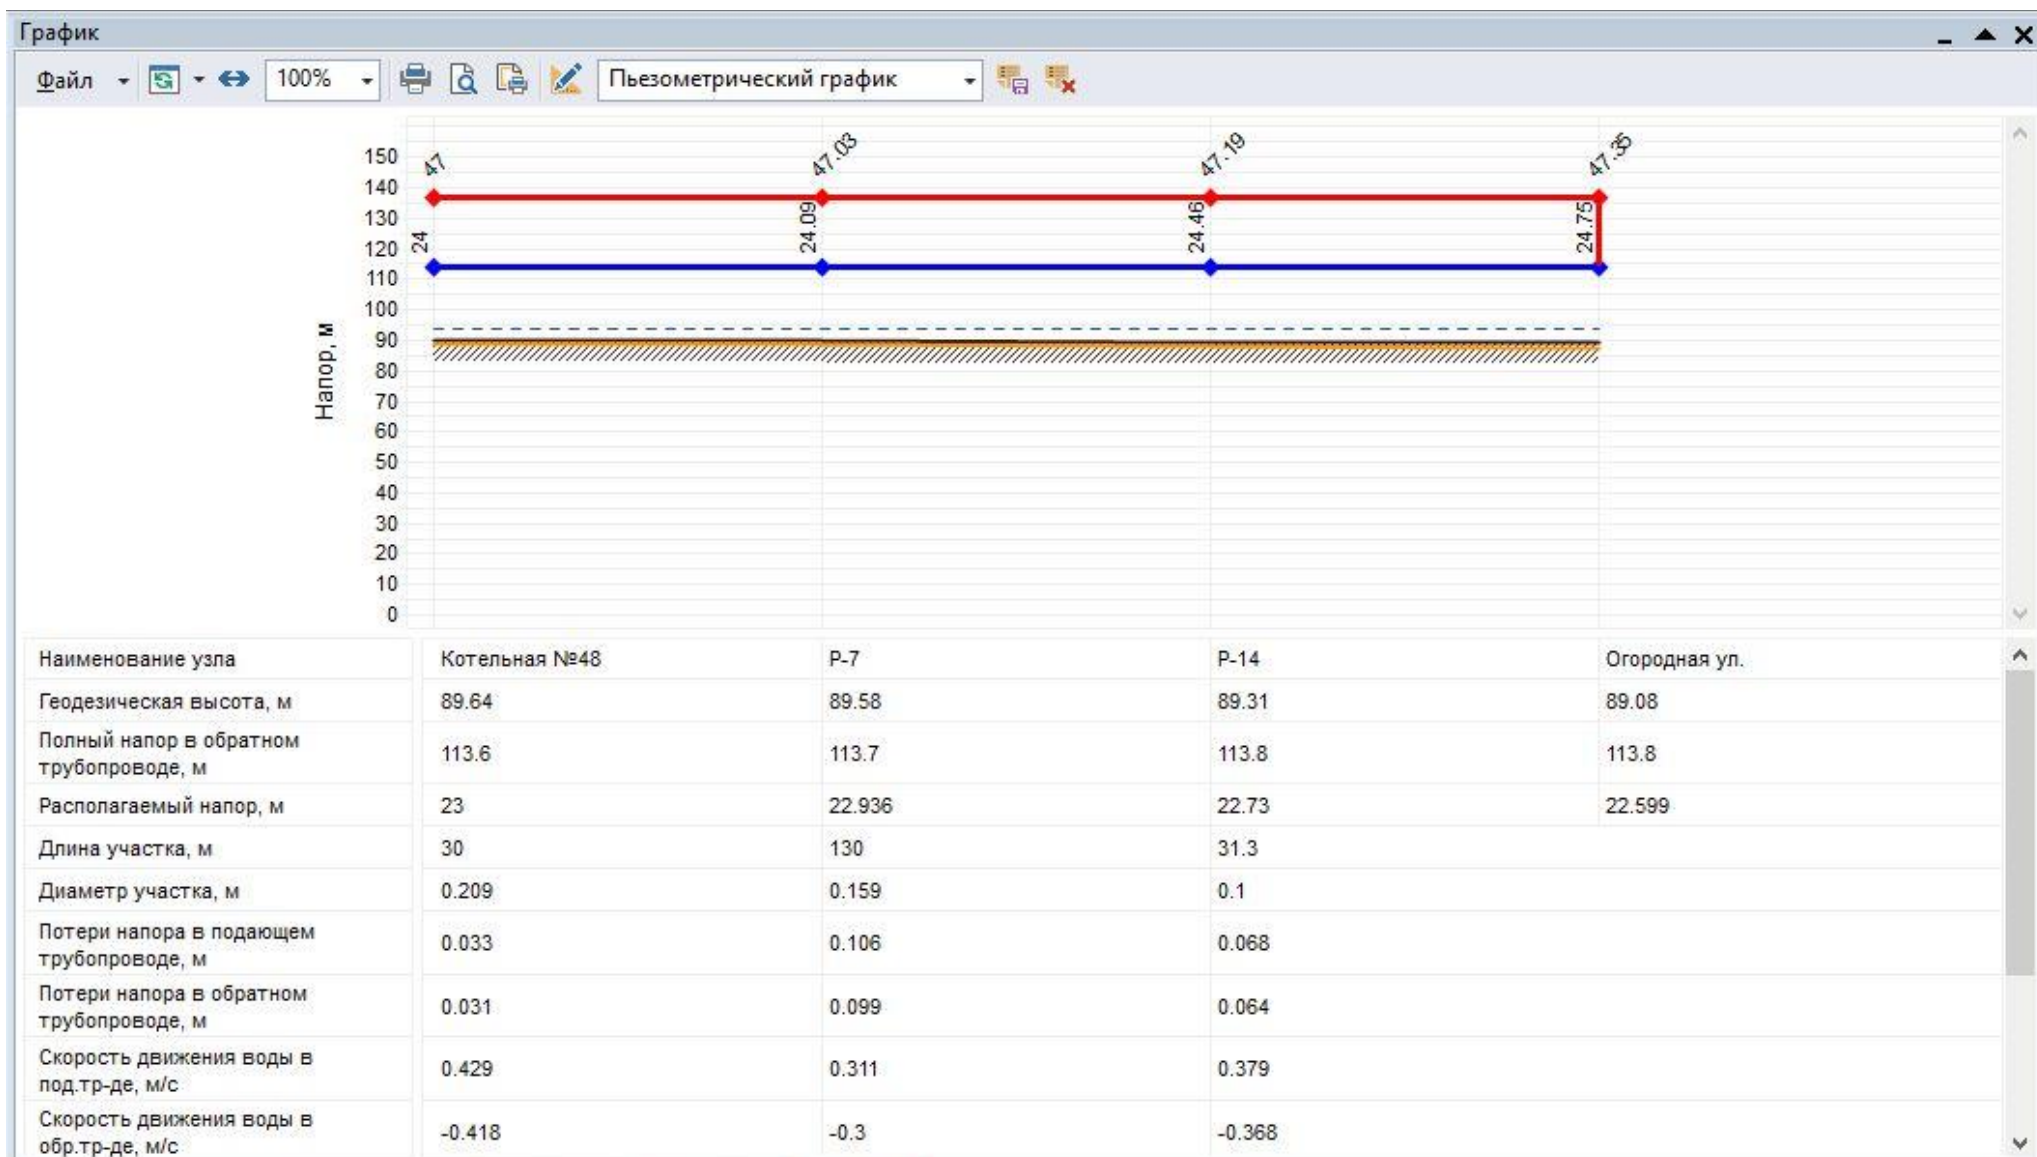 График
Файл 100% Пьезометрический график
47 47.03 47.19 47.35
24 24.09 24.46 24.75
150
140
130
120
110
100
90
80
70
60
50
40
30
20
10
0
Напор, м
Наименование узла Котельная №48 Р-7 Р-14 Огородная ул.
Геодезическая высота, м 89.64 89.58 89.31 89.08
Полный напор в обратном
трубопроводе, м 113.6 113.7 113.8 113.8
Располагаемый напор, м 23 22.936 22.73 22.599
Длина участка, м 30 130 31.3
Диаметр участка, м 0.209 0.159 0.1
Потери напора в подающем
трубопроводе, м 0.033 0.106 0.068
Потери напора в обратном
трубопроводе, м 0.031 0.099 0.064
Скорость движения воды в
под.тр-де, м/с 0.429 0.311 0.379
Скорость движения воды в
обр.тр-де, м/с -0.418 -0.3 -0.368